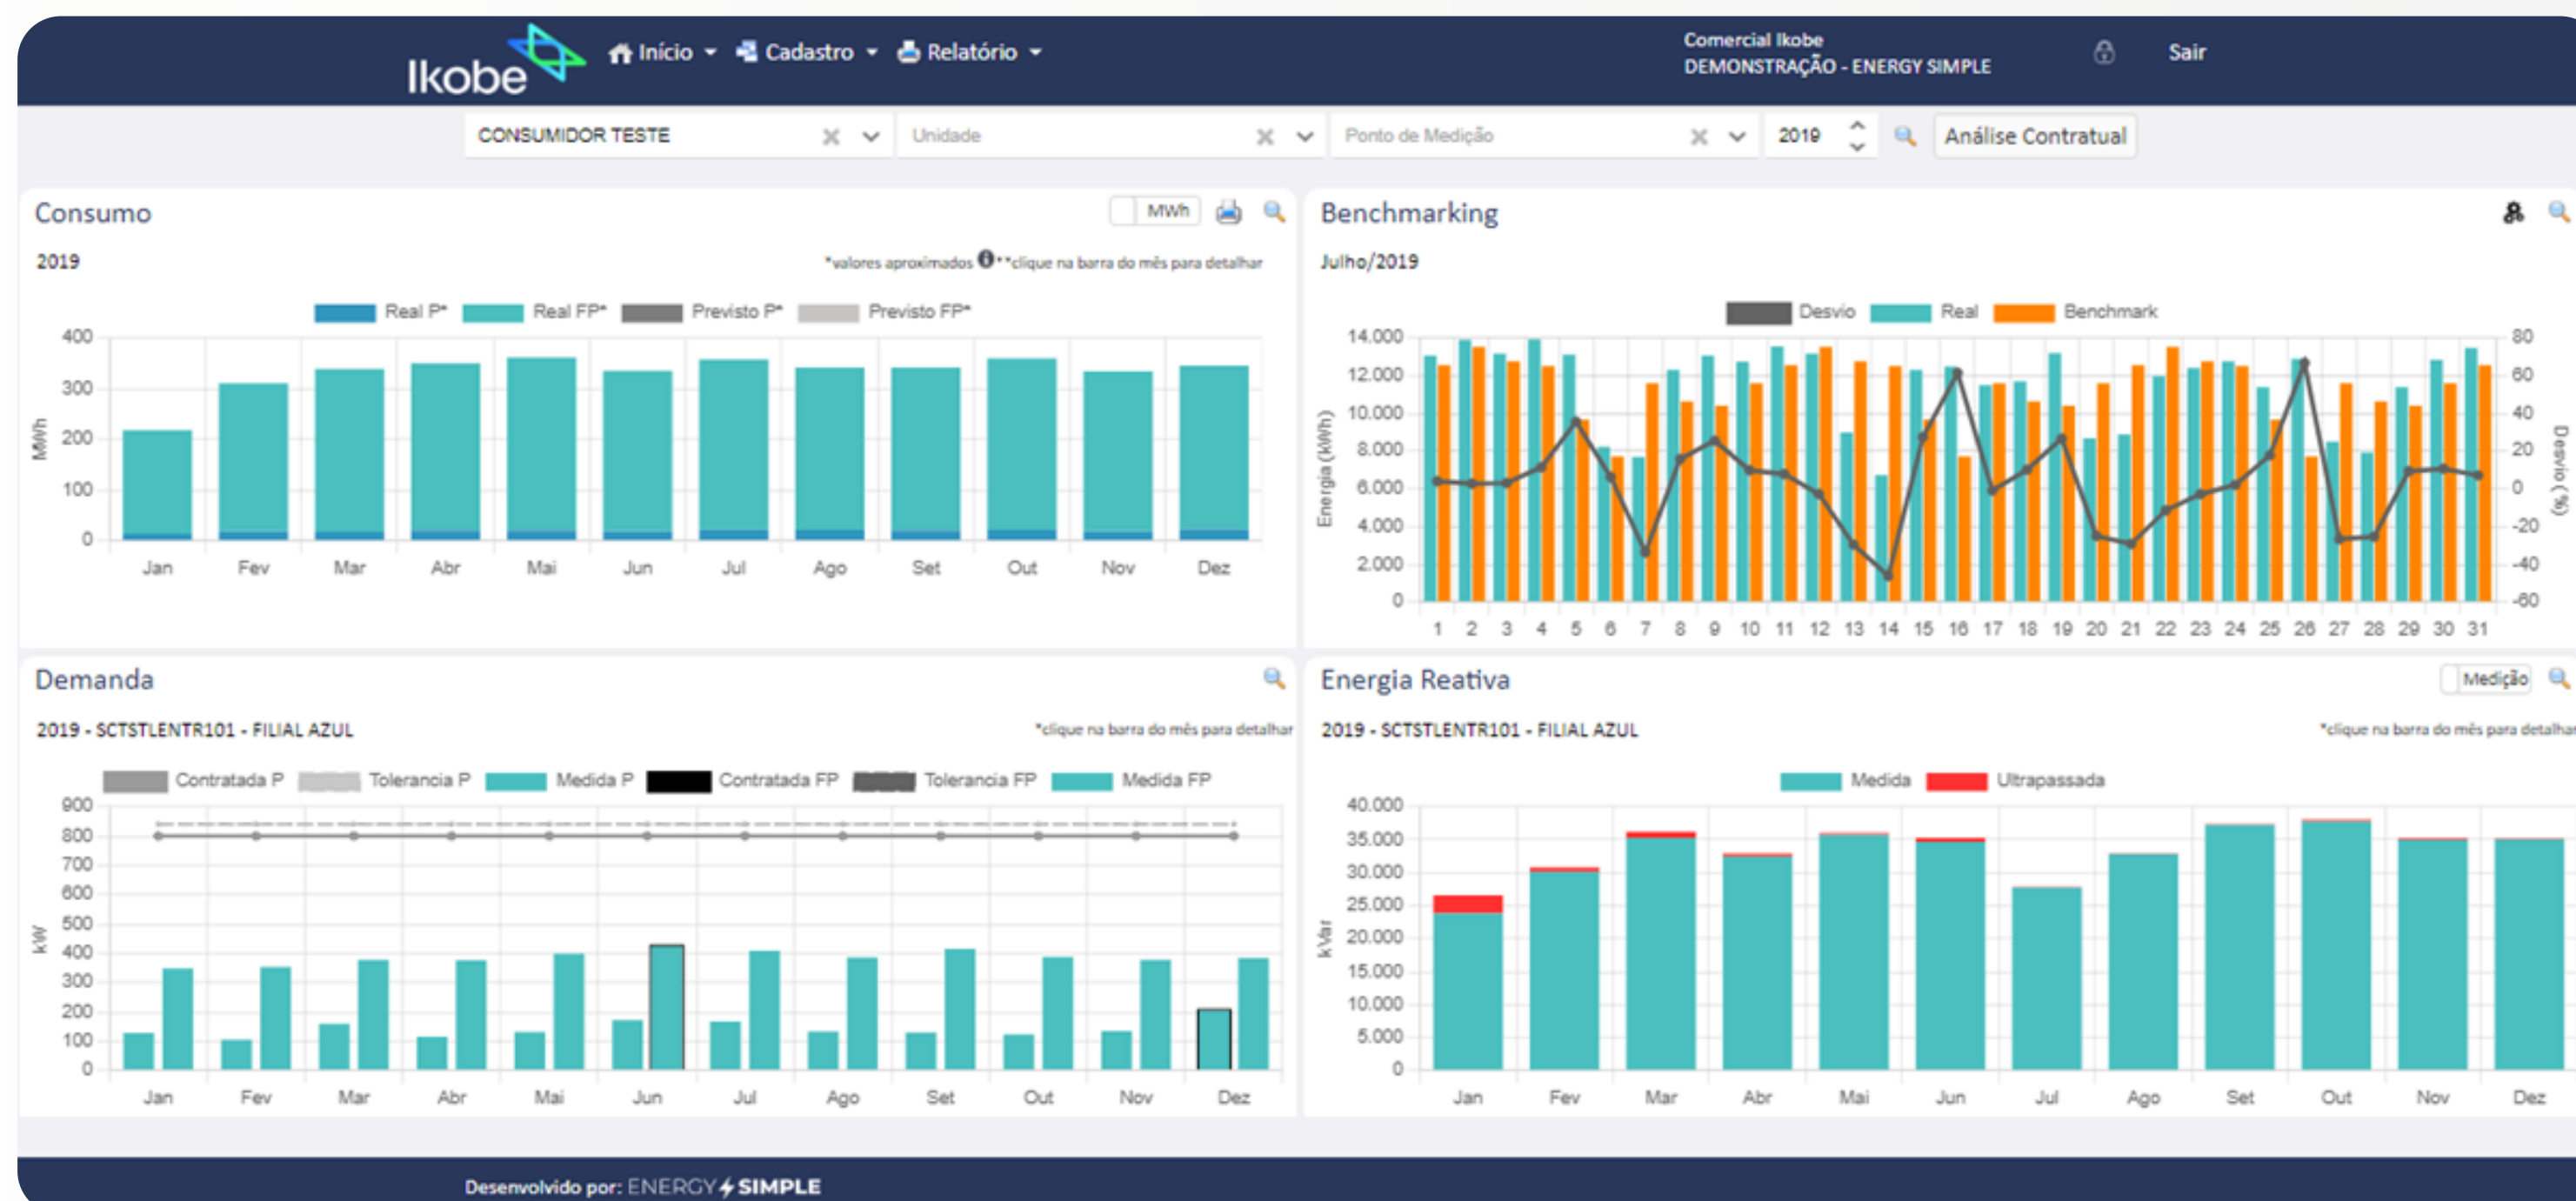 Ikobe Início Cadastro Relatório Comercial Ikobe Sair
DEMONSTRAÇÃO - ENERGY SIMPLE
CONSUMIDOR TESTE Unidade Ponto de Medição 2019 Análise Contratual
Consumo MWh
2019 *valores aproximados **clique na barra do mês para detalhar
Real P* Real FP* Previsto P* Previsto FP*
400
300
200
100
0
MWh
Jan Fev Mar Abr Mai Jun Jul Ago Set Out Nov Dez
Benchmarking
Julho/2019
Desvio Real Benchmark
14.000 80
12.000 60
10.000 40
8.000 20
6.000 0
4.000 -20
2.000 -40
0 -60
Energia (kWh)
Desvio (%)
1 2 3 4 5 6 7 8 9 10 11 12 13 14 15 16 17 18 19 20 21 22 23 24 25 26 27 28 29 30 31
Demanda
2019 - SCTSTLENTR101 - FILIAL AZUL *clique na barra do mês para detalhar
Contratada P Tolerancia P Medida P Contratada FP Tolerancia FP Medida FP
900
800
700
600
500
400
300
200
100
0
kW
Jan Fev Mar Abr Mai Jun Jul Ago Set Out Nov Dez
Energia Reativa Medição
2019 - SCTSTLENTR101 - FILIAL AZUL *clique na barra do mês para detalhar
Medida Ultrapassada
40.000
35.000
30.000
25.000
20.000
15.000
10.000
5.000
0
kVar
Jan Fev Mar Abr Mai Jun Jul Ago Set Out Nov Dez
Desenvolvido por: ENERGY SIMPLE